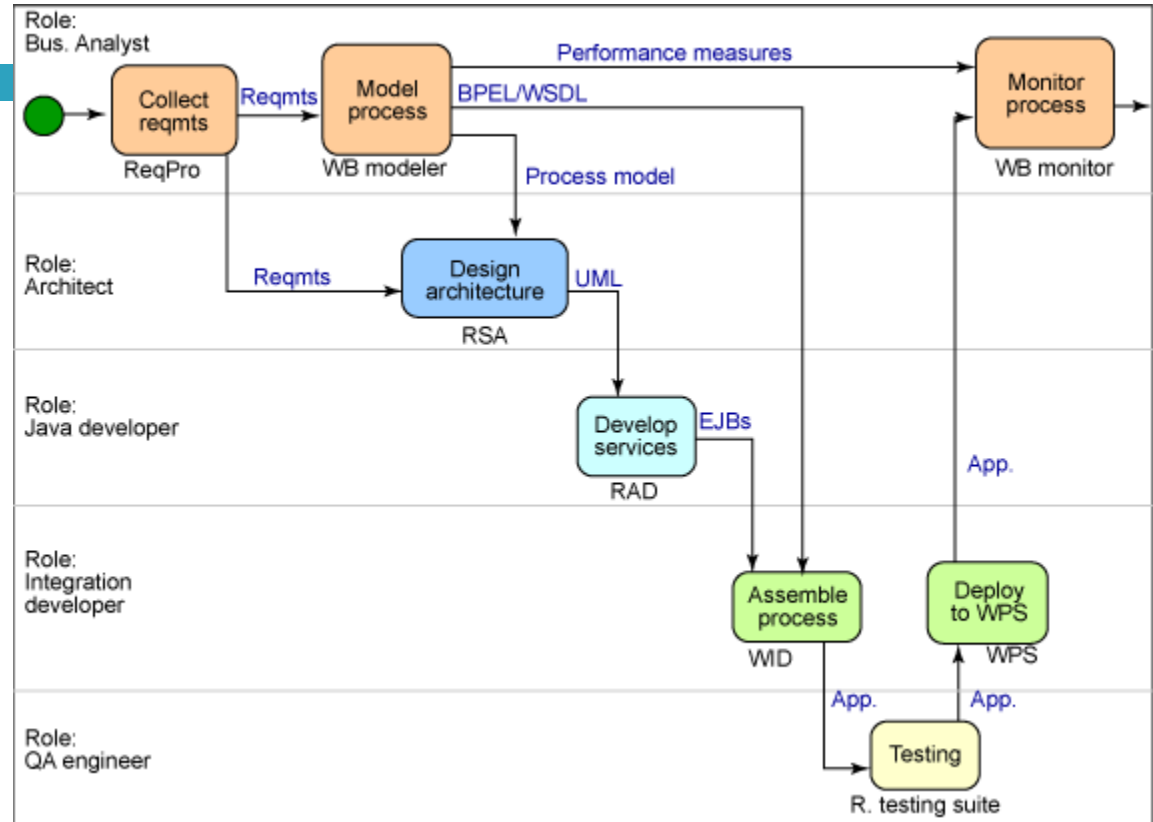 Role:
Bus. Analyst
Collect
reqmts
ReqPro
Reqmts
Model
process
WB modeler
Performance measures
BPEL/WSDL
Process model
Monitor
process
WB monitor
Role:
Architect
Reqmts
Design
architecture
RSA
UML
Role:
Java developer
Develop
services
RAD
EJBs
App.
Role:
Integration
developer
Assemble
process
WID
Deploy
to WPS
WPS
App.
App.
Role:
QA engineer
Testing
R. testing suite